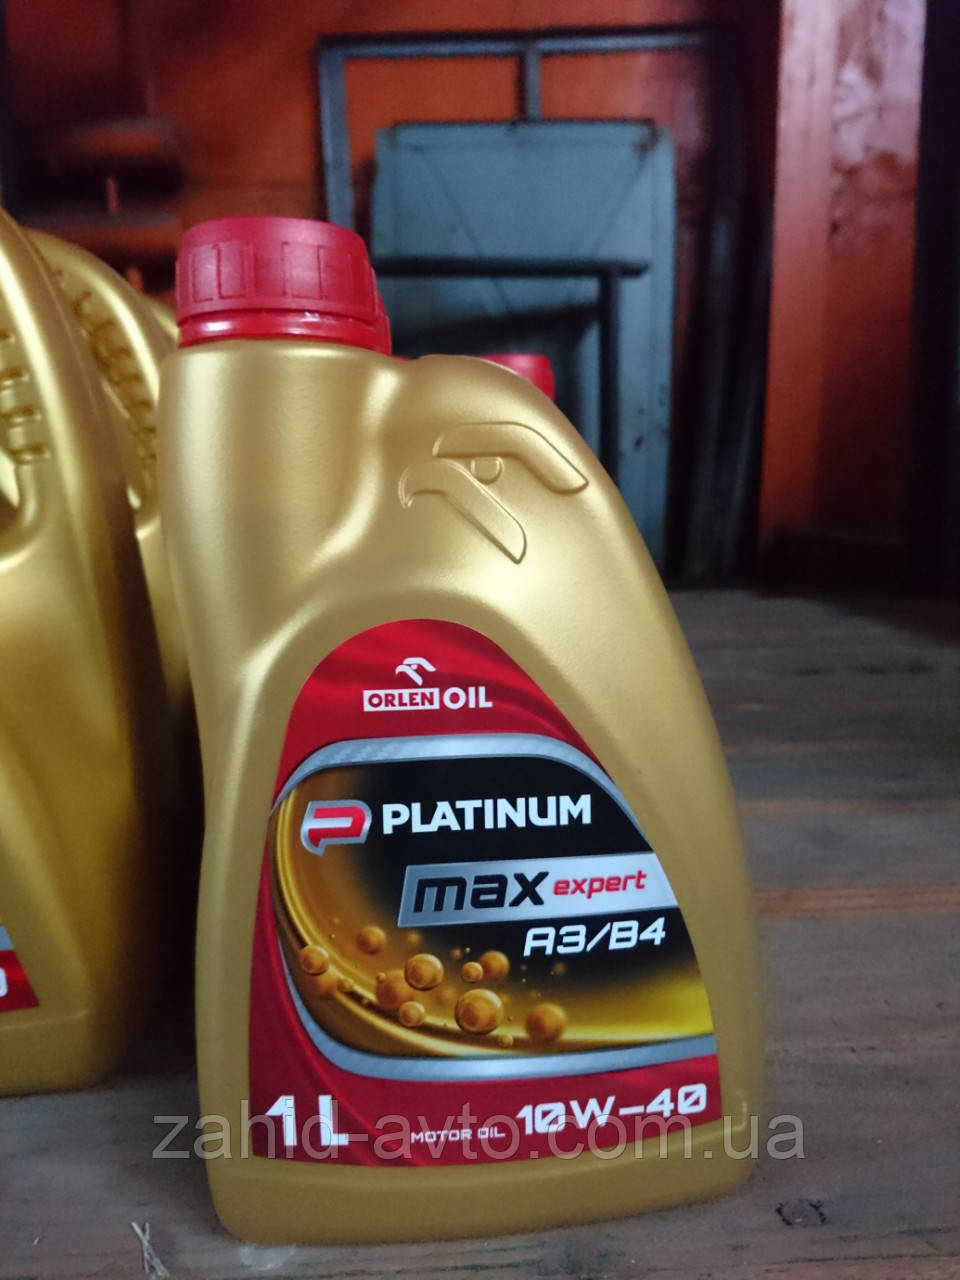 ORLEN OIL
PLATINUM
max expert
A3/B4
1L
MOTOR OIL 10W-40
zahid-avto.com.ua